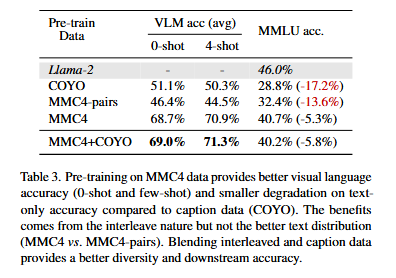 Pre-train Data VLM acc (avg) MMLU acc.
0-shot 4-shot
Llama-2 - - 46.0%
COYO 51.1% 50.3% 28.8% (-17.2%)
MMC4-pairs 46.4% 44.5% 32.4% (-13.6%)
MMC4 68.7% 70.9% 40.7% (-5.3%)
MMC4+COYO 69.0% 71.3% 40.2% (-5.8%)
Table 3. Pre-training on MMC4 data provides better visual language
accuracy (0-shot and few-shot) and smaller degradation on text-
only accuracy compared to caption data (COYO). The benefits
comes from the interleave nature but not the better text distribution
(MMC4 vs. MMC4-pairs). Blending interleaved and caption data
provides a better diversity and downstream accuracy.